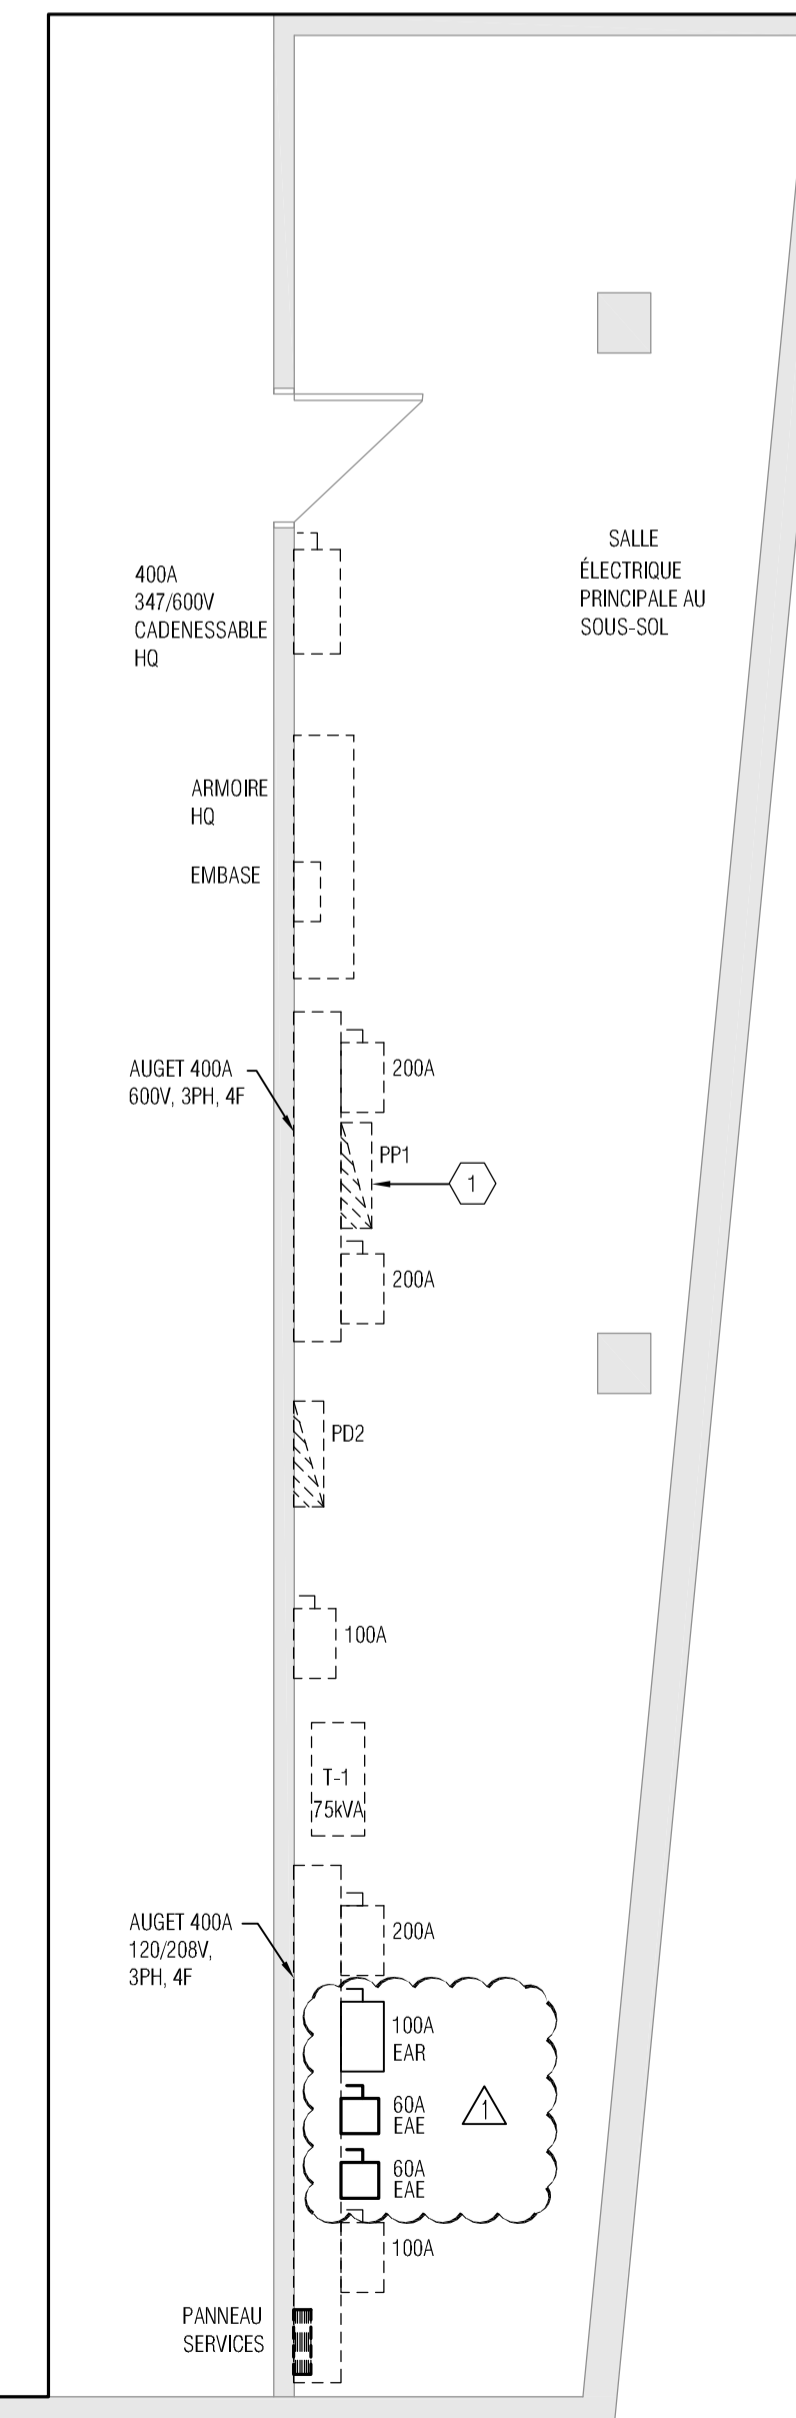 400A
347/600V
CADENESSABLE
HQ
SALLE
ÉLECTRIQUE
PRINCIPALE AU
SOUS-SOL
ARMOIRE
HQ
EMBASE
AUGET 400A
600V, 3PH, 4F
200A
PP1
1
200A
PD2
100A
T-1
75kVA
AUGET 400A
120/208V,
3PH, 4F
200A
100A
EAR
60A
EAE
1
60A
EAE
100A
PANNEAU
SERVICES